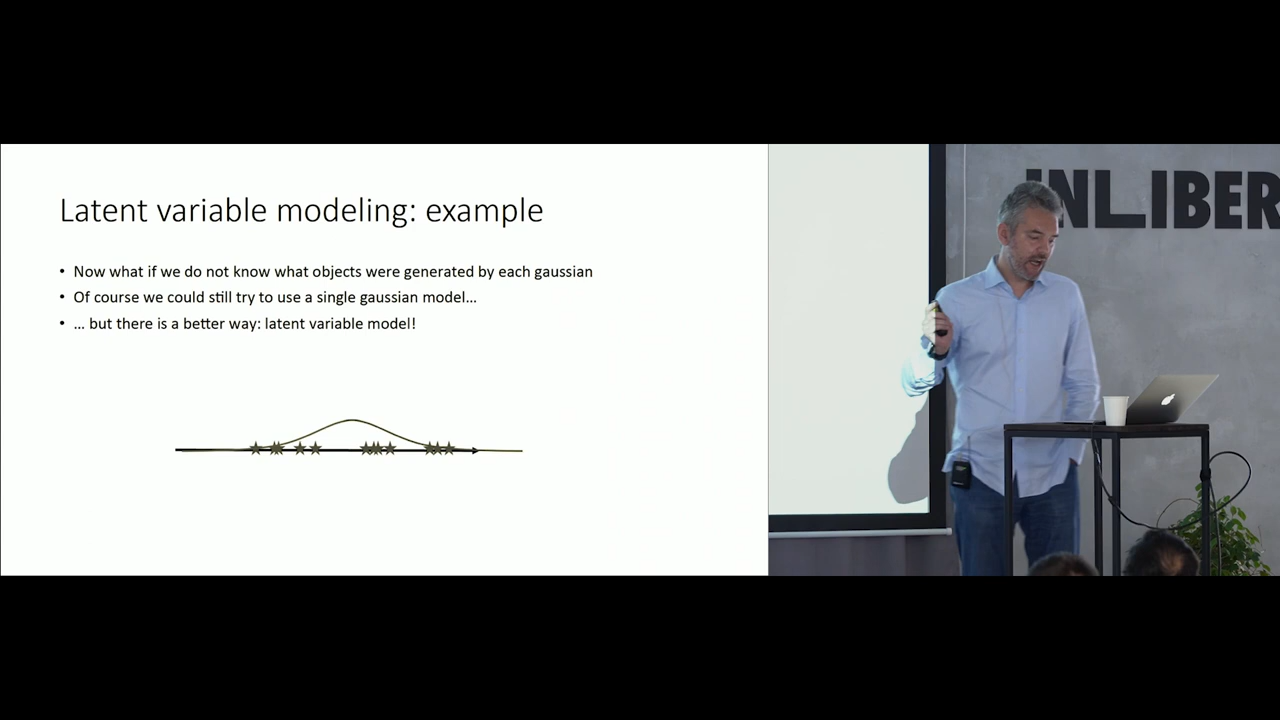 Latent variable modeling: example
• Now what if we do not know what objects were generated by each gaussian
• Of course we could still try to use a single gaussian model…
• … but there is a better way: latent variable model!
INLIBER